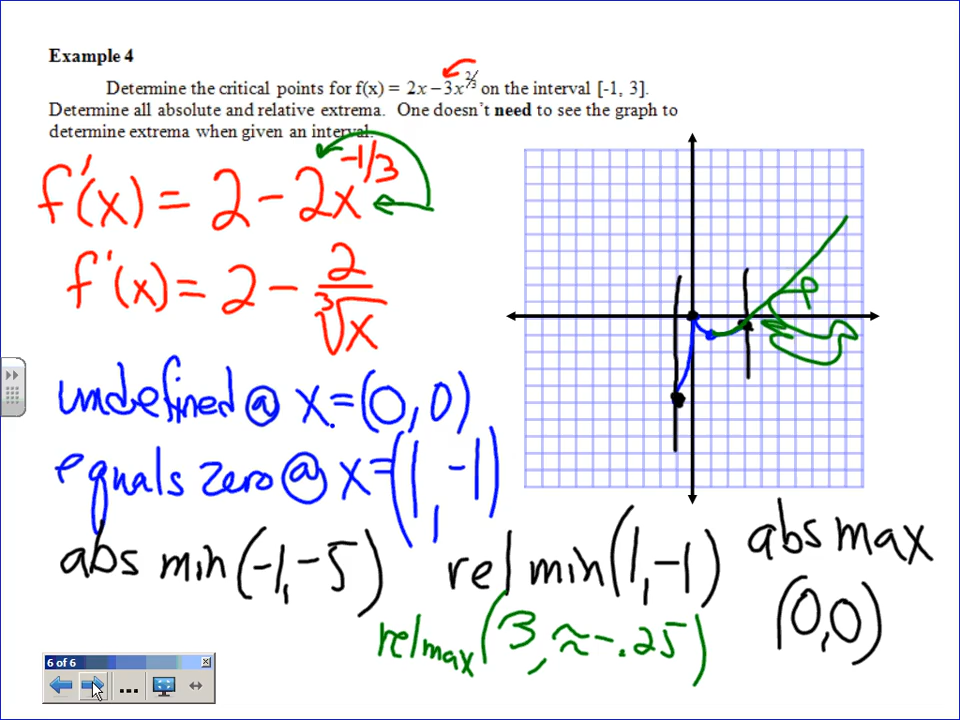 Example 4
Determine the critical points for f(x) = 2x − 3x^2/3 on the interval [-1, 3].
Determine all absolute and relative extrema. One doesn't need to see the graph to
determine extrema when given an interval.
f'(x) = 2 − 2x^-1/3
f'(x) = 2 − 2/∛x
undefined @ x=(0,0)
equals zero @ x=(1,-1)
abs min (-1,-5)
rel min (1,-1)
abs max
(0,0)
rel max (3, ≈ -.25)
6 of 6